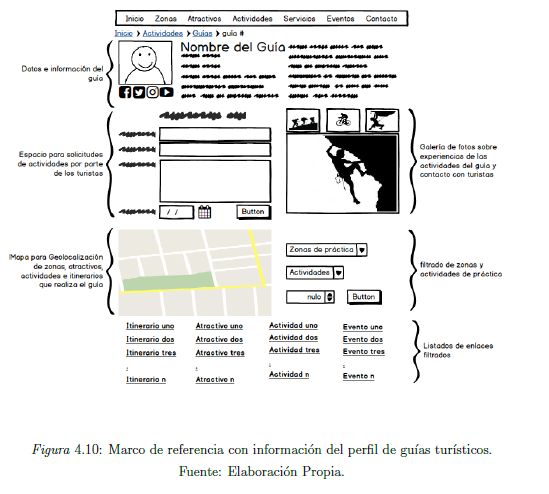 Inicio Zonas Atractivos Actividades Servicios Eventos Contacto
Inicio > Actividades > Guías > guía #
Nombre del Guía
Datos e información del
guía
Espacio para solicitudes
de actividades por parte
de los turistas
/ /
Button
Galería de fotos sobre
experiencias de las
actividades del guía y
contacto con turistas
Mapa para Geolocalización
de zonas, atractivos,
actividades e itinerarios
que realiza el guía
Zonas de práctica
Actividades
nulo
Button
filtrado de zonas y
actividades de práctica
Itinerario uno Atractivo uno Actividad uno Evento uno
Itinerario dos Atractivo dos Actividad dos Evento dos
Itinerario tres Atractivo tres Actividad tres Evento tres
. . . .
Itinerario n Atractivo n Actividad n Evento n
Listados de enlaces
filtrados
Figura 4.10: Marco de referencia con información del perfil de guías turísticos.
Fuente: Elaboración Propia.